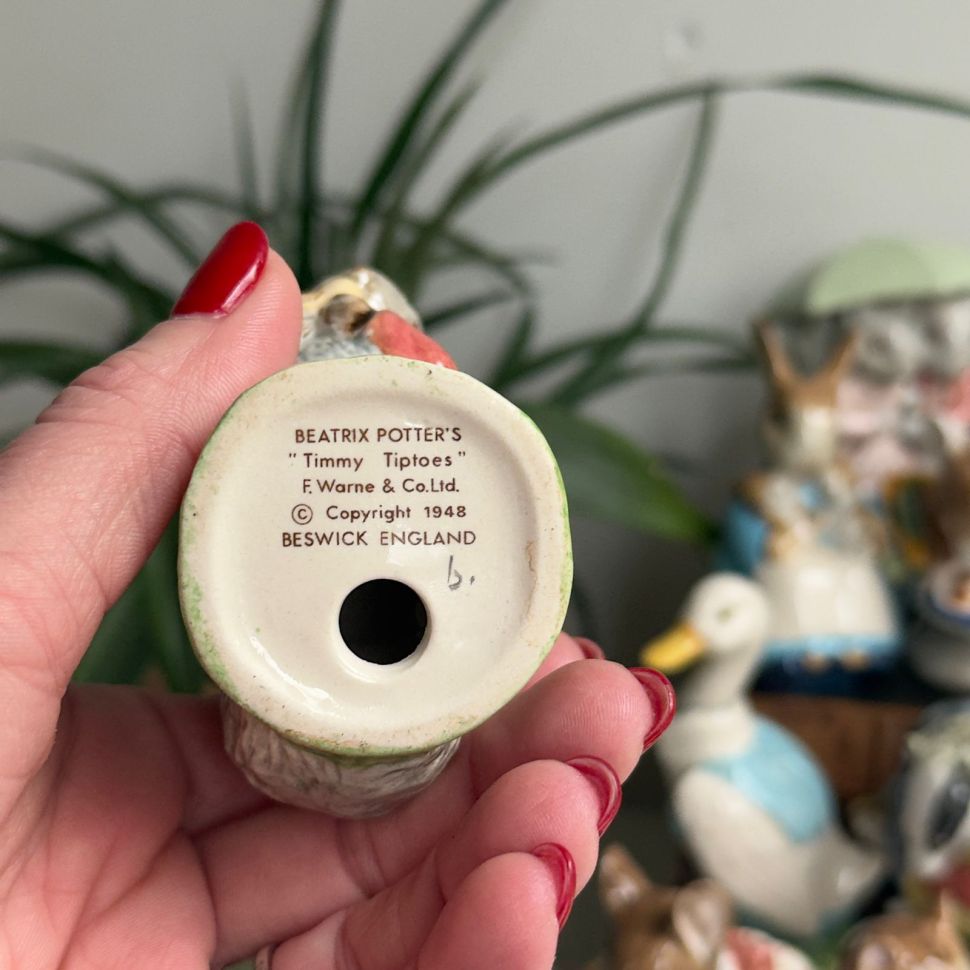 BEATRIX POTTER'S
"Timmy Tiptoes"
F. Warne & Co.Ltd.
© Copyright 1948
BESWICK ENGLAND
b.